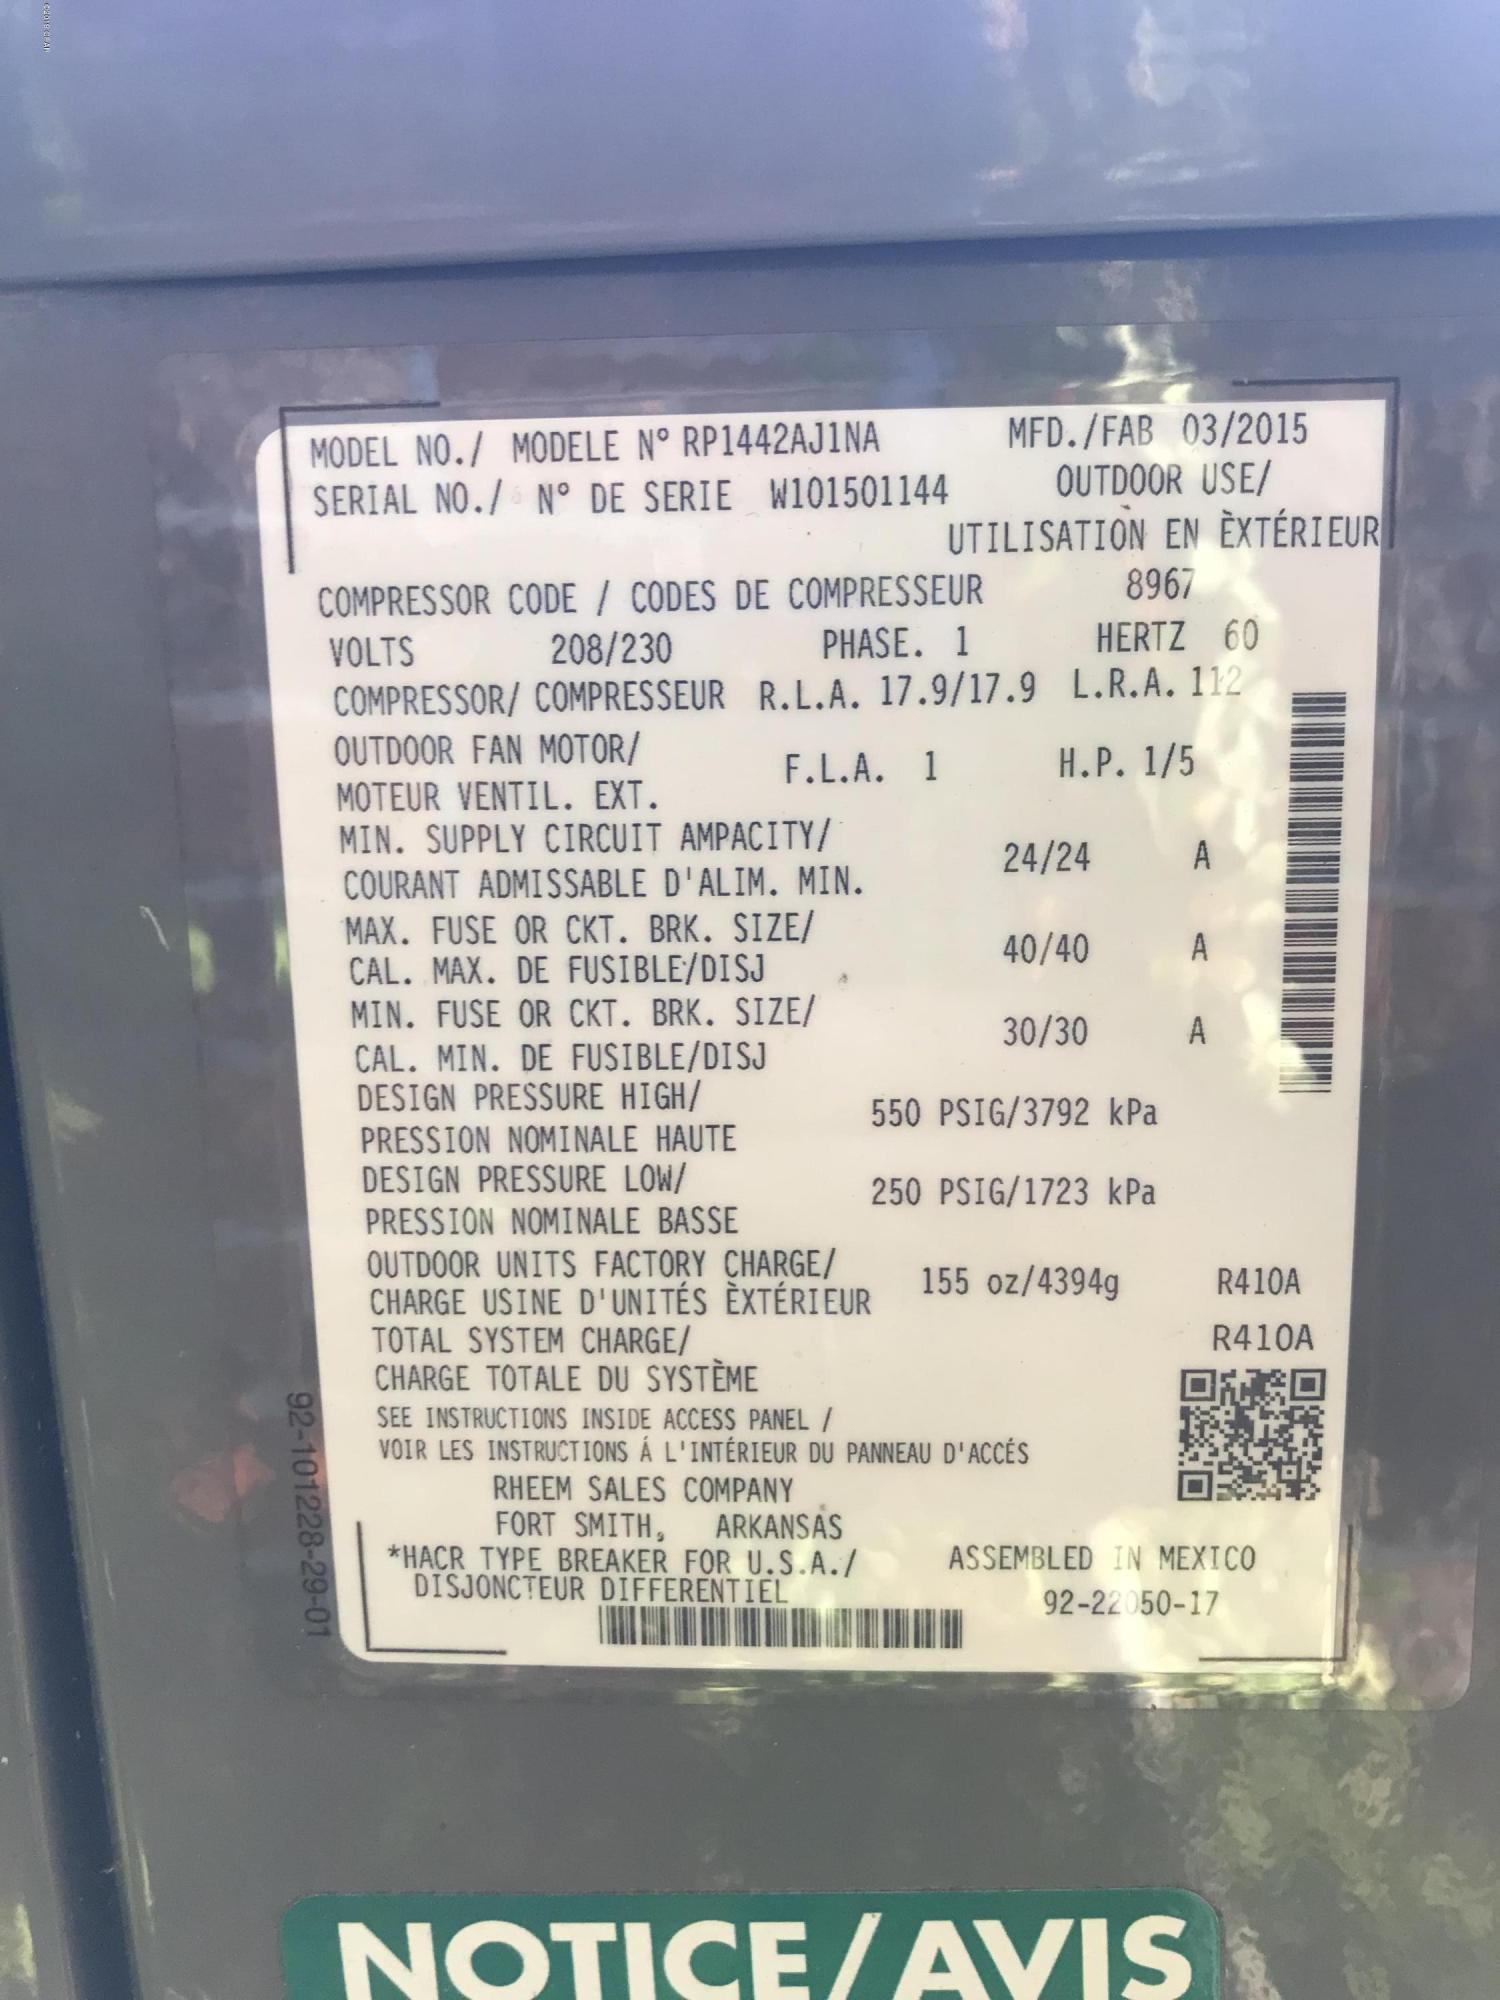 MODEL NO./ MODELE N° RP1442AJ1NA MFD./FAB 03/2015
SERIAL NO./ N° DE SERIE W101501144 OUTDOOR USE/
UTILISATION EN ÈXTÉRIEUR
COMPRESSOR CODE / CODES DE COMPRESSEUR 8967
VOLTS 208/230 PHASE. 1 HERTZ 60
COMPRESSOR/ COMPRESSEUR R.L.A. 17.9/17.9 L.R.A. 112
OUTDOOR FAN MOTOR/
MOTEUR VENTIL. EXT. F.L.A. 1 H.P. 1/5
MIN. SUPPLY CIRCUIT AMPACITY/
COURANT ADMISSABLE D'ALIM. MIN. 24/24 A
MAX. FUSE OR CKT. BRK. SIZE/
CAL. MAX. DE FUSIBLE/DISJ 40/40 A
MIN. FUSE OR CKT. BRK. SIZE/
CAL. MIN. DE FUSIBLE/DISJ 30/30 A
DESIGN PRESSURE HIGH/
PRESSION NOMINALE HAUTE 550 PSIG/3792 kPa
DESIGN PRESSURE LOW/
PRESSION NOMINALE BASSE 250 PSIG/1723 kPa
OUTDOOR UNITS FACTORY CHARGE/
CHARGE USINE D'UNITÉS ÈXTÉRIEUR 155 oz/4394g R410A
TOTAL SYSTEM CHARGE/ R410A
CHARGE TOTALE DU SYSTÈME
SEE INSTRUCTIONS INSIDE ACCESS PANEL /
VOIR LES INSTRUCTIONS Á L'INTÉRIEUR DU PANNEAU D'ACCÉS
RHEEM SALES COMPANY
FORT SMITH, ARKANSAS
*HACR TYPE BREAKER FOR U.S.A./ ASSEMBLED IN MEXICO
DISJONCTEUR DIFFERENTIEL 92-22050-17
92-101228-29-01
NOTICE/AVIS